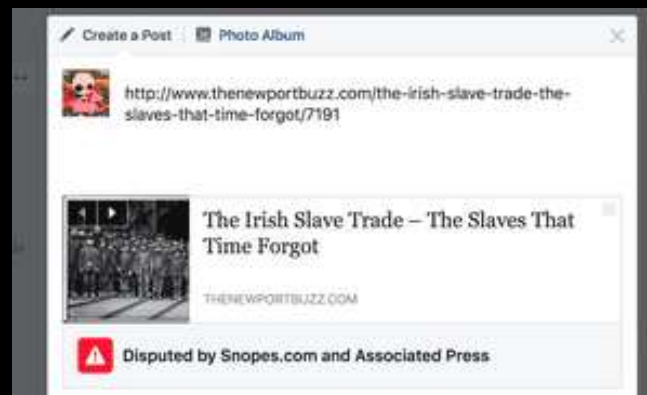 Create a Post
Photo Album
http://www.thenewportbuzz.com/the-irish-slave-trade-the-
slaves-that-time-forgot/7191
The Irish Slave Trade – The Slaves That
Time Forgot
THENEWPORTBUZZ.COM
Disputed by Snopes.com and Associated Press